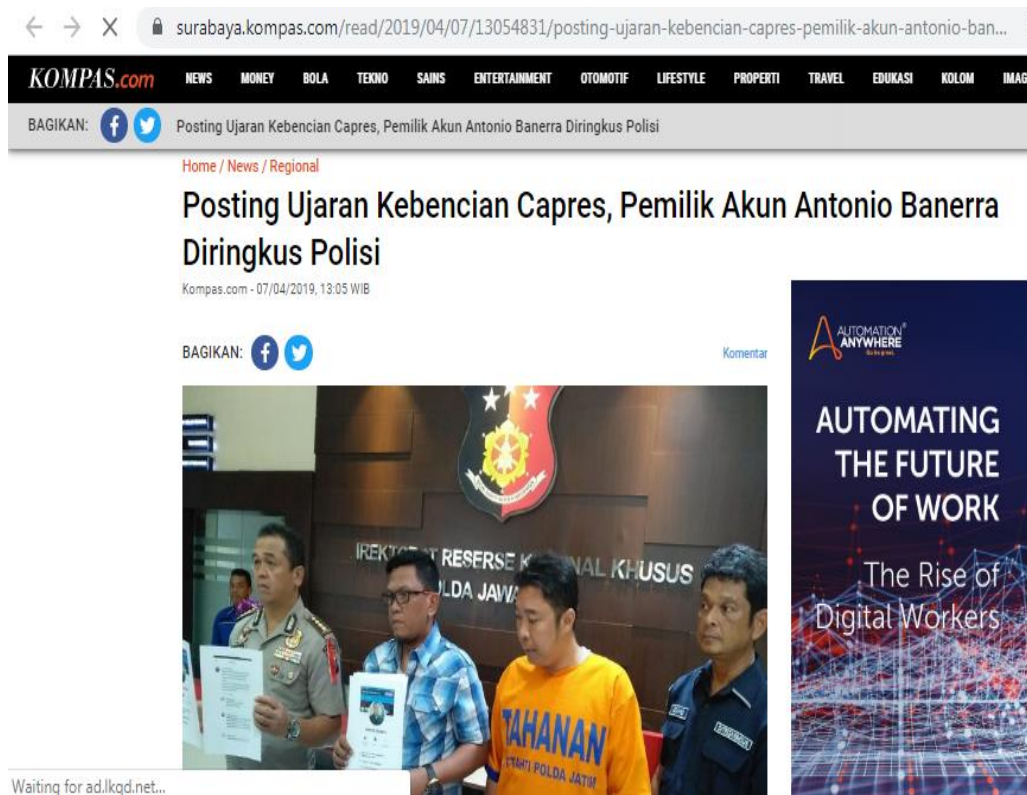 surabaya.kompas.com/read/2019/04/07/13054831/posting-ujaran-kebencian-capres-pemilik-akun-antonio-ban...
KOMPAS.com NEWS MONEY BOLA TEKNO SAINS ENTERTAINMENT OTOMOTIF LIFESTYLE PROPERTI TRAVEL EDUKASI KOLOM IMAG
BAGIKAN: Posting Ujaran Kebencian Capres, Pemilik Akun Antonio Banerra Diringkus Polisi
Home / News / Regional
Posting Ujaran Kebencian Capres, Pemilik Akun Antonio Banerra
Diringkus Polisi
Kompas.com - 07/04/2019, 13:05 WIB
BAGIKAN:
Komentar
AUTOMATION
ANYWHERE
AUTOMATING
THE FUTURE
OF WORK
The Rise of
Digital Workers
IREKTORAT RESERSE K NAL KHUSUS
LDA JAWA
TAHANAN
POLDA JATIM
Waiting for ad.lkqd.net...